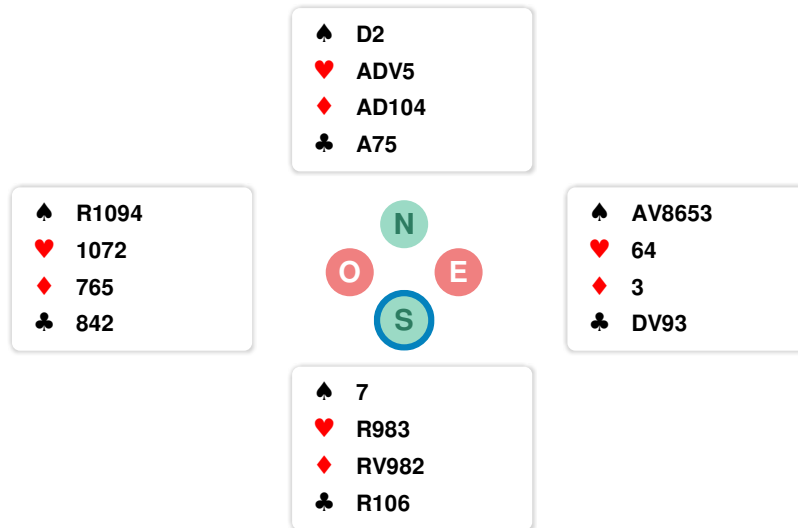 ♠ D2
♥ ADV5
♦ AD104
♣ A75
♠ R1094
♥ 1072
♦ 765
♣ 842
N
O E
S
♠ AV8653
♥ 64
♦ 3
♣ DV93
♠ 7
♥ R983
♦ RV982
♣ R106